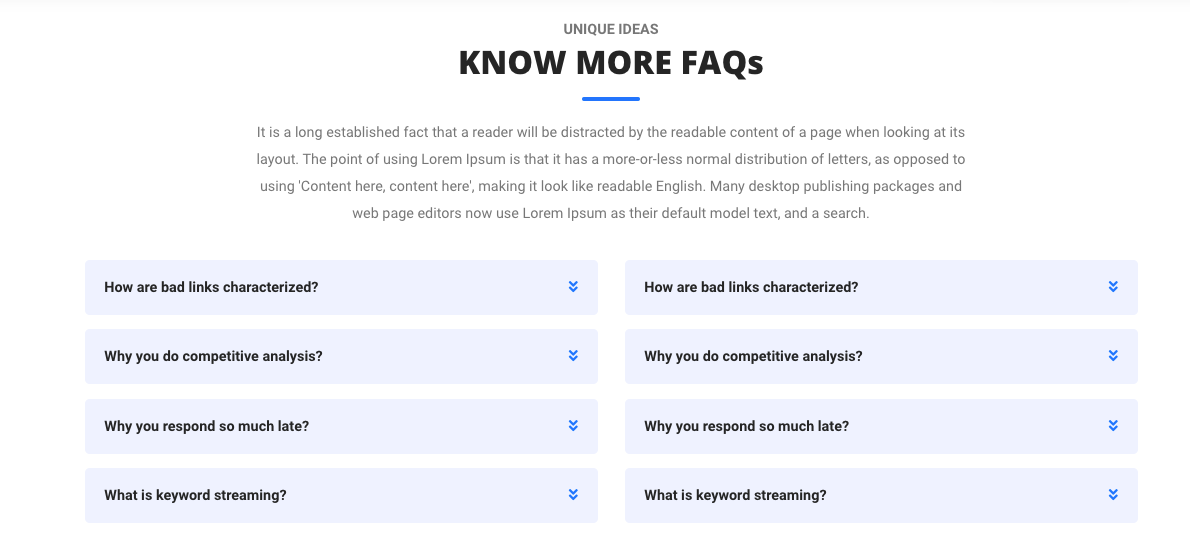 UNIQUE IDEAS
KNOW MORE FAQs
It is a long established fact that a reader will be distracted by the readable content of a page when looking at its
layout. The point of using Lorem Ipsum is that it has a more-or-less normal distribution of letters, as opposed to
using 'Content here, content here', making it look like readable English. Many desktop publishing packages and
web page editors now use Lorem Ipsum as their default model text, and a search.
How are bad links characterized?
How are bad links characterized?
Why you do competitive analysis?
Why you do competitive analysis?
Why you respond so much late?
Why you respond so much late?
What is keyword streaming?
What is keyword streaming?